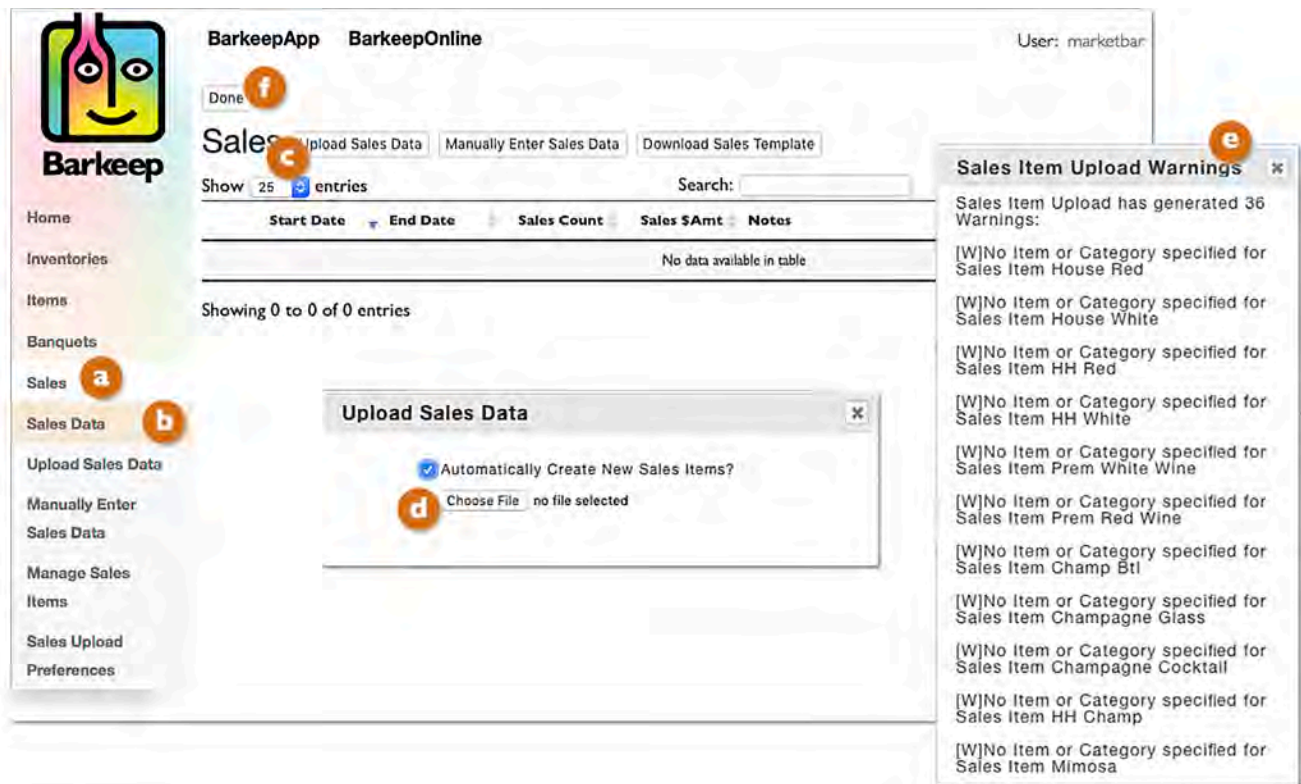 BarkeepApp BarkeepOnline
User: marketbar
Done f
Barkeep
Sales Upload Sales Data Manually Enter Sales Data Download Sales Template
c
Show 25 entries Search:
Start Date End Date Sales Count Sales $Amt Notes
No data available in table
Showing 0 to 0 of 0 entries
Home
Inventories
Items
Banquets
Sales a
Sales Data b
Upload Sales Data
Manually Enter
Sales Data
Manage Sales
Items
Sales Upload
Preferences
Upload Sales Data
Automatically Create New Sales Items?
d Choose File no file selected
e
Sales Item Upload Warnings
Sales Item Upload has generated 36
Warnings:
[W]No Item or Category specified for
Sales Item House Red
[W]No Item or Category specified for
Sales Item House White
[W]No Item or Category specified for
Sales Item HH Red
[W]No Item or Category specified for
Sales Item HH White
[W]No Item or Category specified for
Sales Item Prem White Wine
[W]No Item or Category specified for
Sales Item Prem Red Wine
[W]No Item or Category specified for
Sales Item Champ Btl
[W]No Item or Category specified for
Sales Item Champagne Glass
[W]No Item or Category specified for
Sales Item Champagne Cocktail
[W]No Item or Category specified for
Sales Item HH Champ
[W]No Item or Category specified for
Sales Item Mimosa